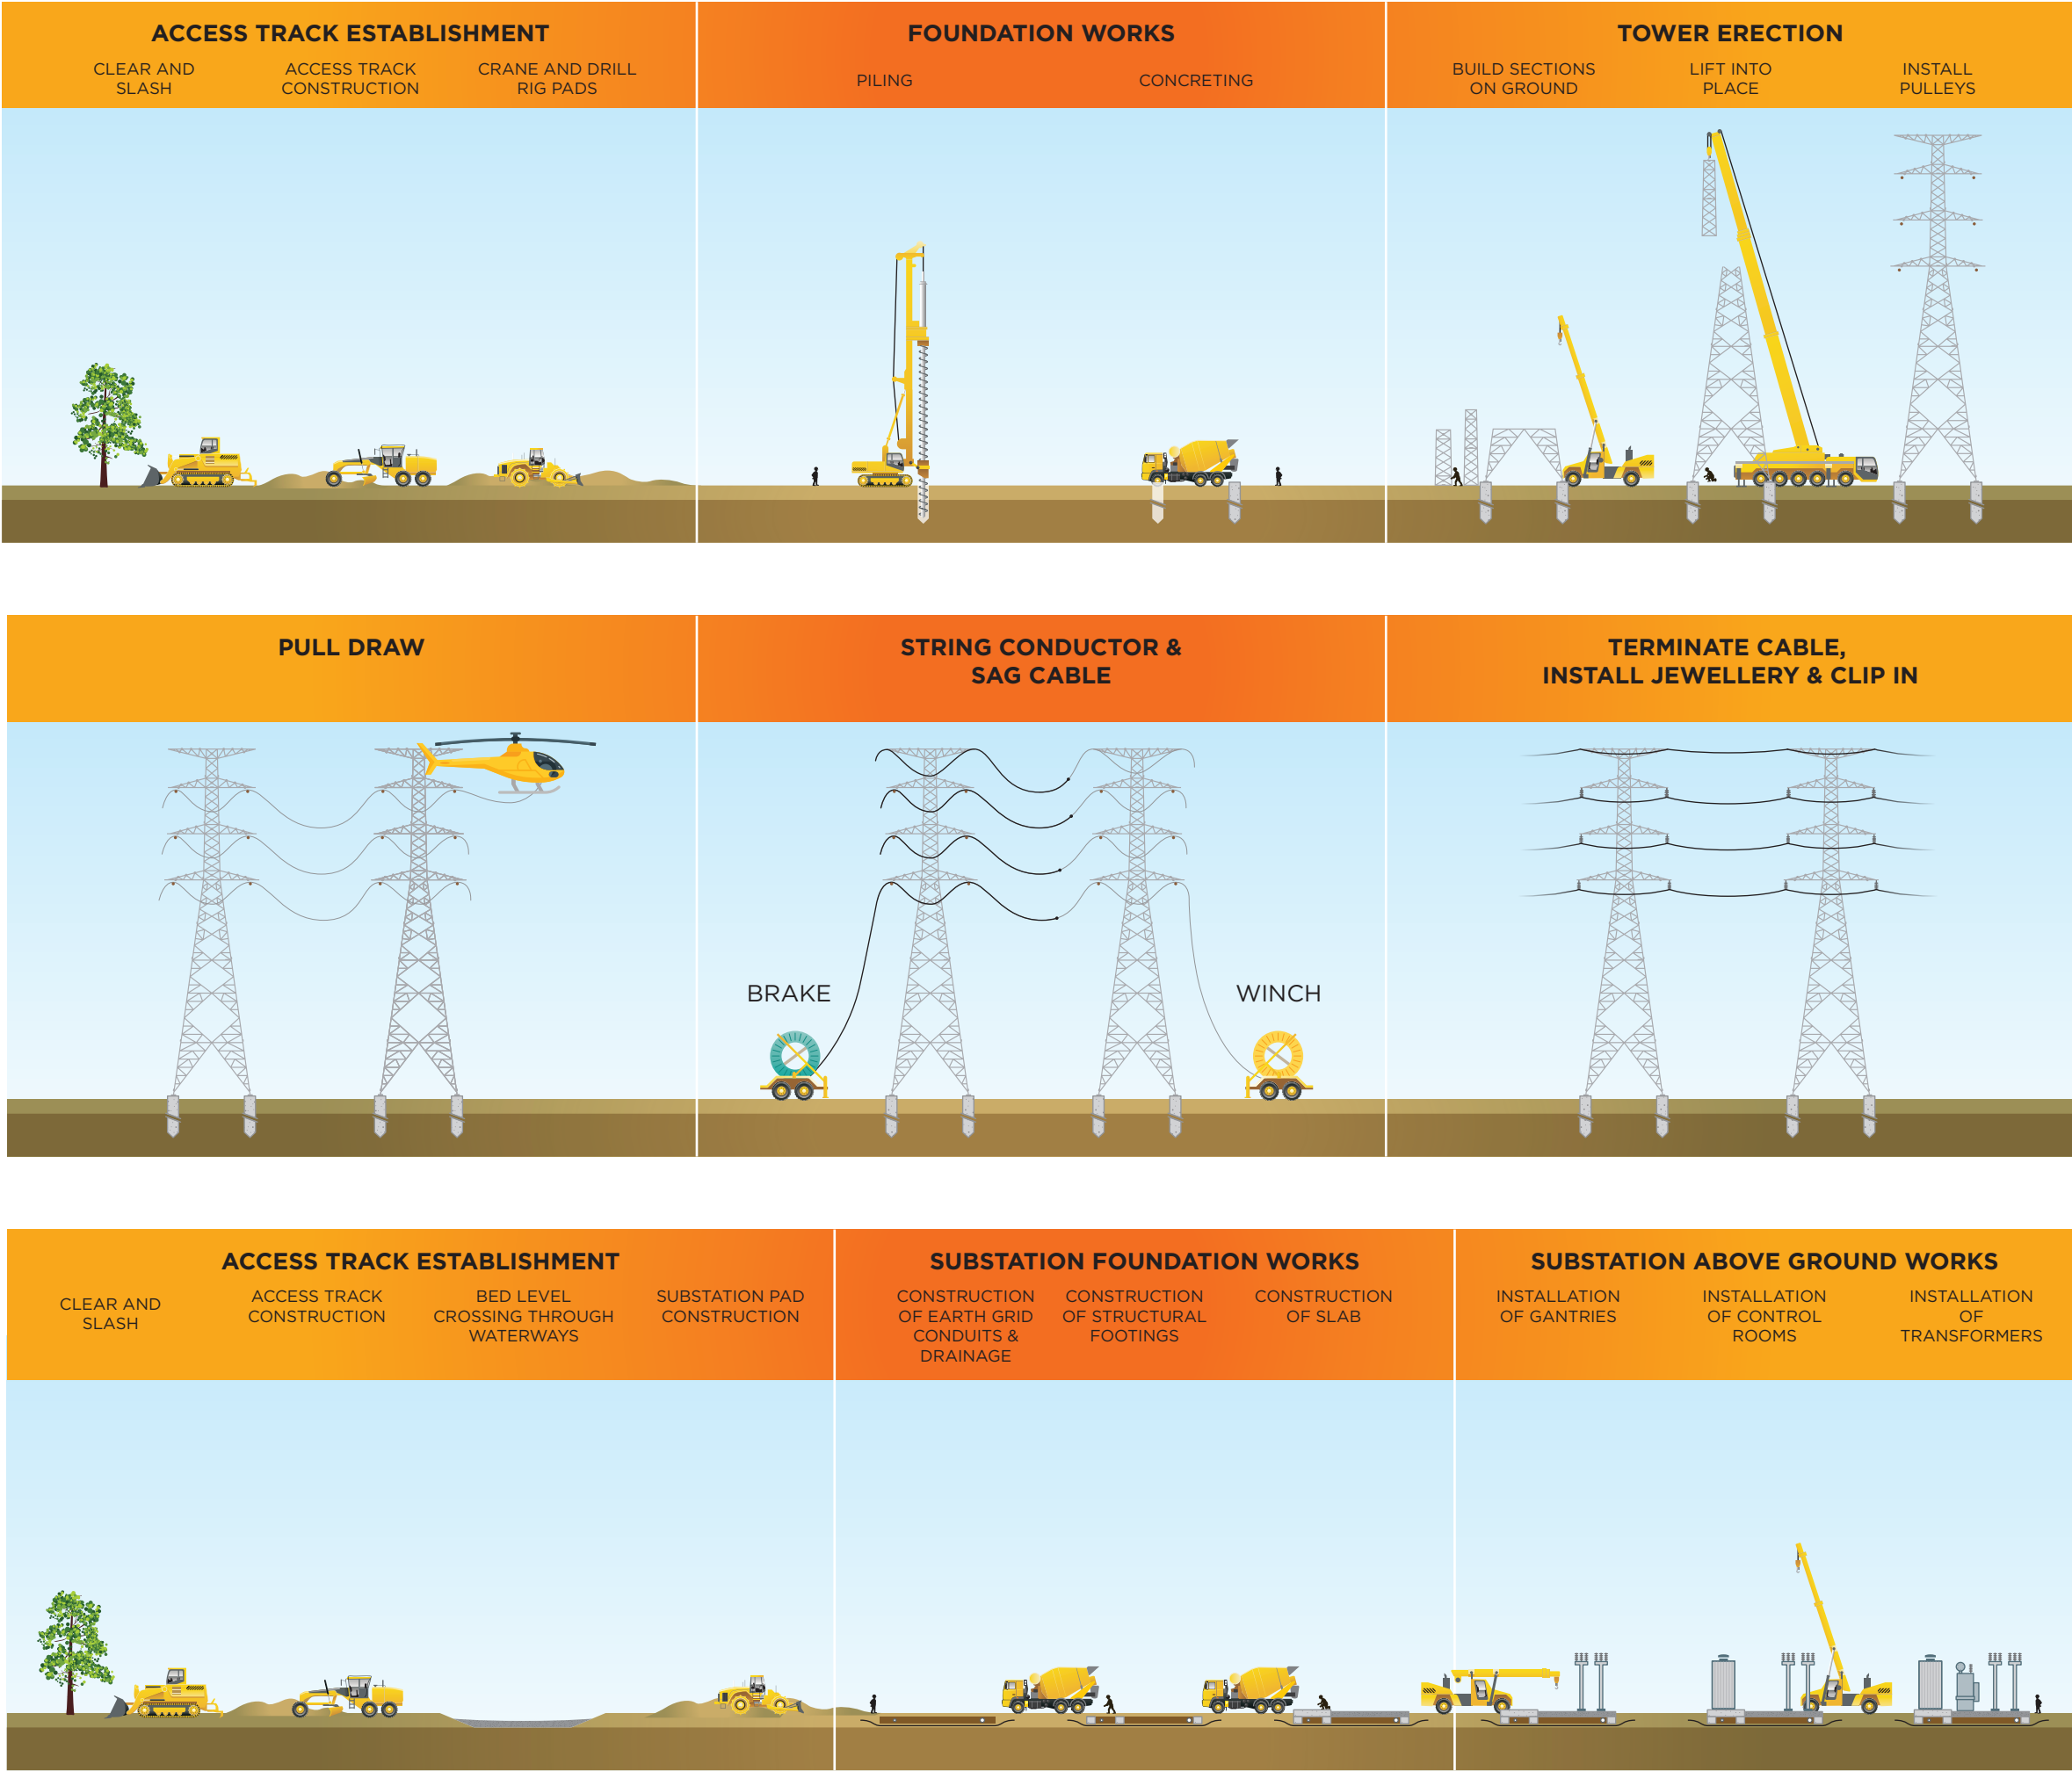 ACCESS TRACK ESTABLISHMENT
CLEAR AND
SLASH
ACCESS TRACK
CONSTRUCTION
CRANE AND DRILL
RIG PADS
FOUNDATION WORKS
PILING
CONCRETING
TOWER ERECTION
BUILD SECTIONS
ON GROUND
LIFT INTO
PLACE
INSTALL
PULLEYS
PULL DRAW
STRING CONDUCTOR &
SAG CABLE
BRAKE
WINCH
TERMINATE CABLE,
INSTALL JEWELLERY & CLIP IN
ACCESS TRACK ESTABLISHMENT
CLEAR AND
SLASH
ACCESS TRACK
CONSTRUCTION
BED LEVEL
CROSSING THROUGH
WATERWAYS
SUBSTATION PAD
CONSTRUCTION
SUBSTATION FOUNDATION WORKS
CONSTRUCTION
OF EARTH GRID
CONDUITS &
DRAINAGE
CONSTRUCTION
OF STRUCTURAL
FOOTINGS
CONSTRUCTION
OF SLAB
SUBSTATION ABOVE GROUND WORKS
INSTALLATION
OF GANTRIES
INSTALLATION
OF CONTROL
ROOMS
INSTALLATION
OF
TRANSFORMERS